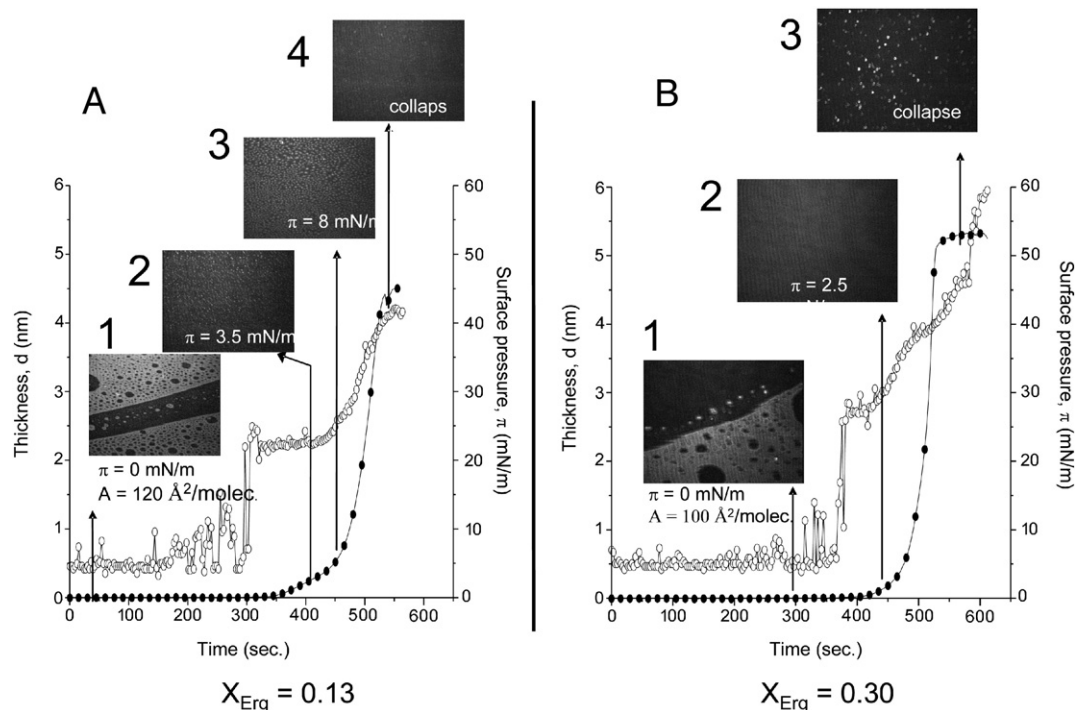 4
3
A
B
collaps
collapse
3
2
π = 8 mN/m
2
π = 2.5
1
π = 3.5 mN/m
1
π = 0 mN/m
A = 120 Å²/molec.
π = 0 mN/m
A = 100 Å²/molec.
Thickness, d (nm)
6
5
4
3
2
1
0
60
50
40
30
20
10
0
Surface pressure, π (mN/m)
0 100 200 300 400 500 600
Time (sec.)
X_Erg = 0.13
Thickness, d (nm)
6
5
4
3
2
1
0
60
50
40
30
20
10
0
Surface pressure, π (mN/m)
0 100 200 300 400 500 600
Time (sec.)
X_Erg = 0.30